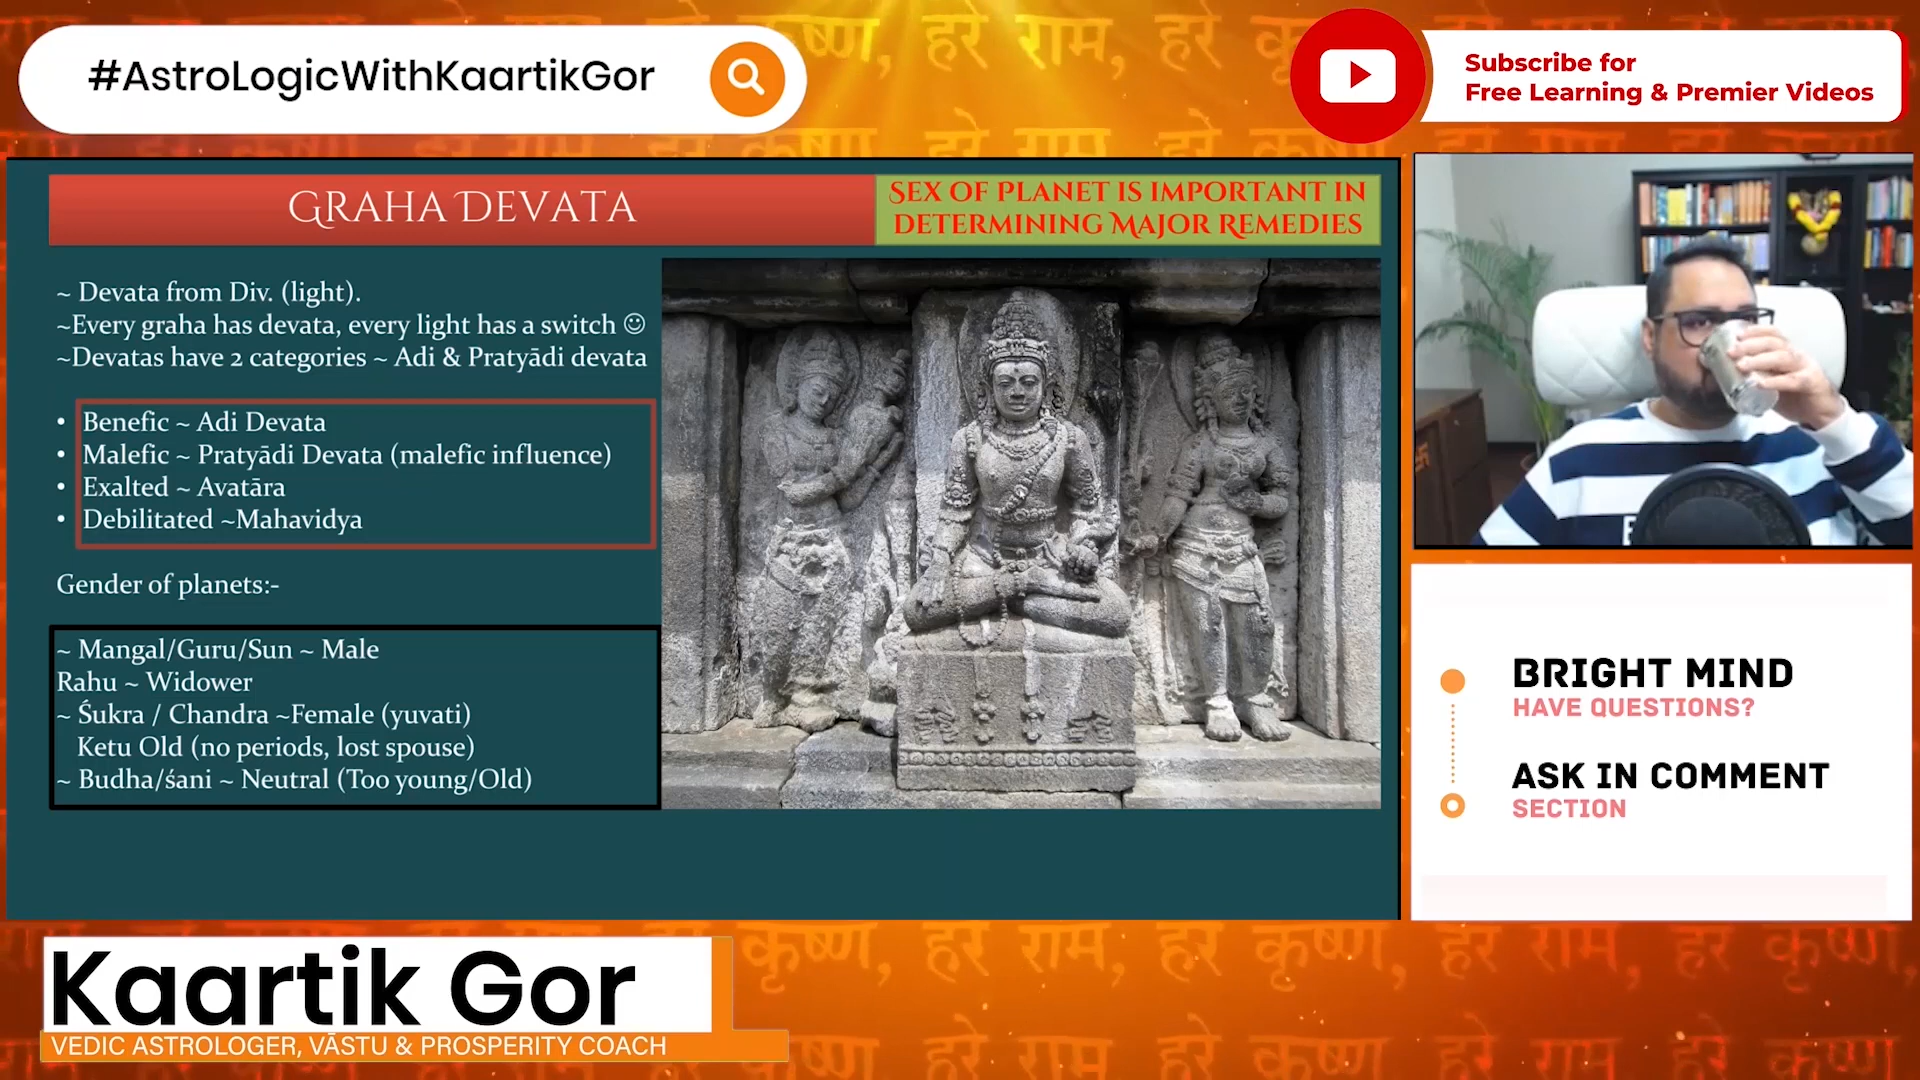 #AstroLogicWithKaartikGor
Subscribe for
Free Learning & Premier Videos
GRAHA DEVATA
SEX OF PLANET IS IMPORTANT IN
DETERMINING MAJOR REMEDIES
~ Devata from Div. (light).
~Every graha has devata, every light has a switch ☺
~Devatas have 2 categories ~ Adi & Pratyādi devata
• Benefic ~ Adi Devata
• Malefic ~ Pratyādi Devata (malefic influence)
• Exalted ~ Avatāra
• Debilitated ~Mahavidya
Gender of planets:-
~ Mangal/Guru/Sun ~ Male
Rahu ~ Widower
~ Śukra / Chandra ~Female (yuvati)
Ketu Old (no periods, lost spouse)
~ Budha/śani ~ Neutral (Too young/Old)
BRIGHT MIND
HAVE QUESTIONS?
ASK IN COMMENT
SECTION
Kaartik Gor
VEDIC ASTROLOGER, VĀSTU & PROSPERITY COACH
कृष्ण, हरे राम, हरे कृ
कृष्ण, हरे राम, हरे कृष्ण,